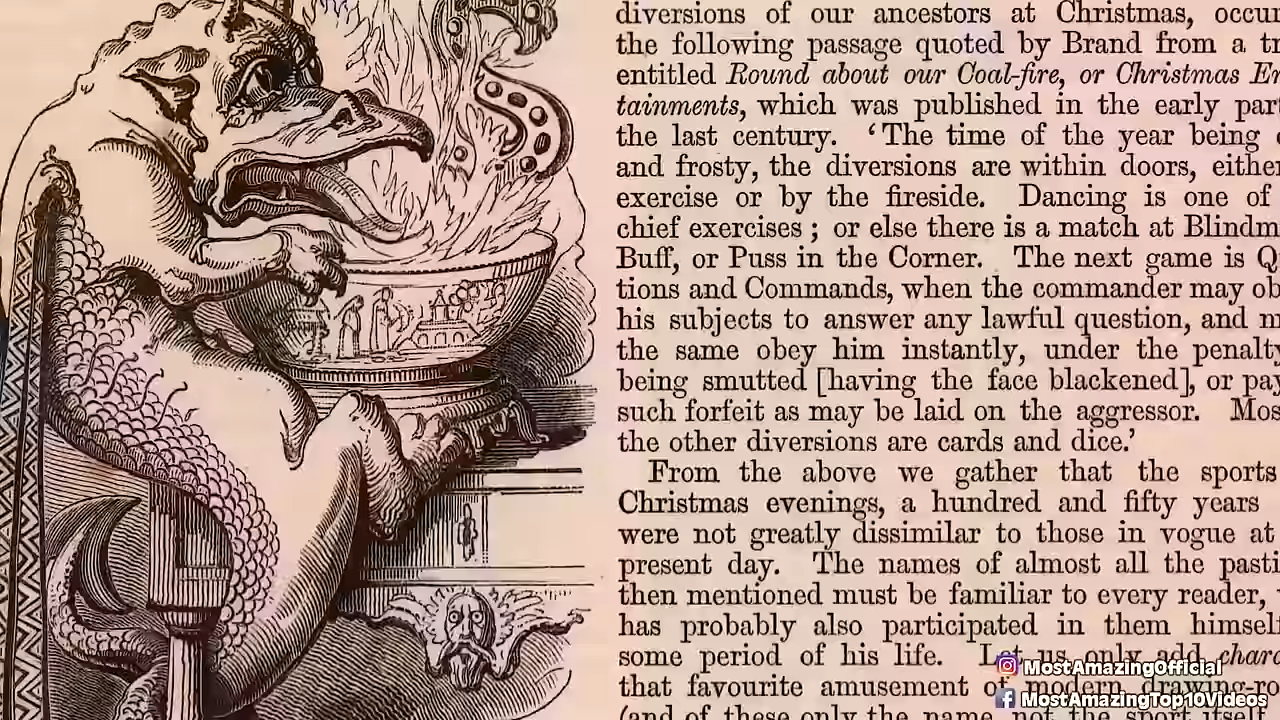 diversions of our ancestors at Christmas, occur
the following passage quoted by Brand from a tr
entitled Round about our Coal-fire, or Christmas En
tainments, which was published in the early par
the last century. ‘The time of the year being
and frosty, the diversions are within doors, either
exercise or by the fireside. Dancing is one of
chief exercises; or else there is a match at Blindm
Buff, or Puss in the Corner. The next game is Q
tions and Commands, when the commander may ob
his subjects to answer any lawful question, and m
the same obey him instantly, under the penalty
being smutted [having the face blackened], or pay
such forfeit as may be laid on the aggressor. Mos
the other diversions are cards and dice.’
From the above we gather that the sports
Christmas evenings, a hundred and fifty years
were not greatly dissimilar to those in vogue at
present day. The names of almost all the pasti
then mentioned must be familiar to every reader,
has probably also participated in them himsel
some period of his life. Let us only add chara
that favourite amusement of modern drawing-ro
(and of these only the name, not the sport itself
MostAmazingOfficial
MostAmazingTop10Videos